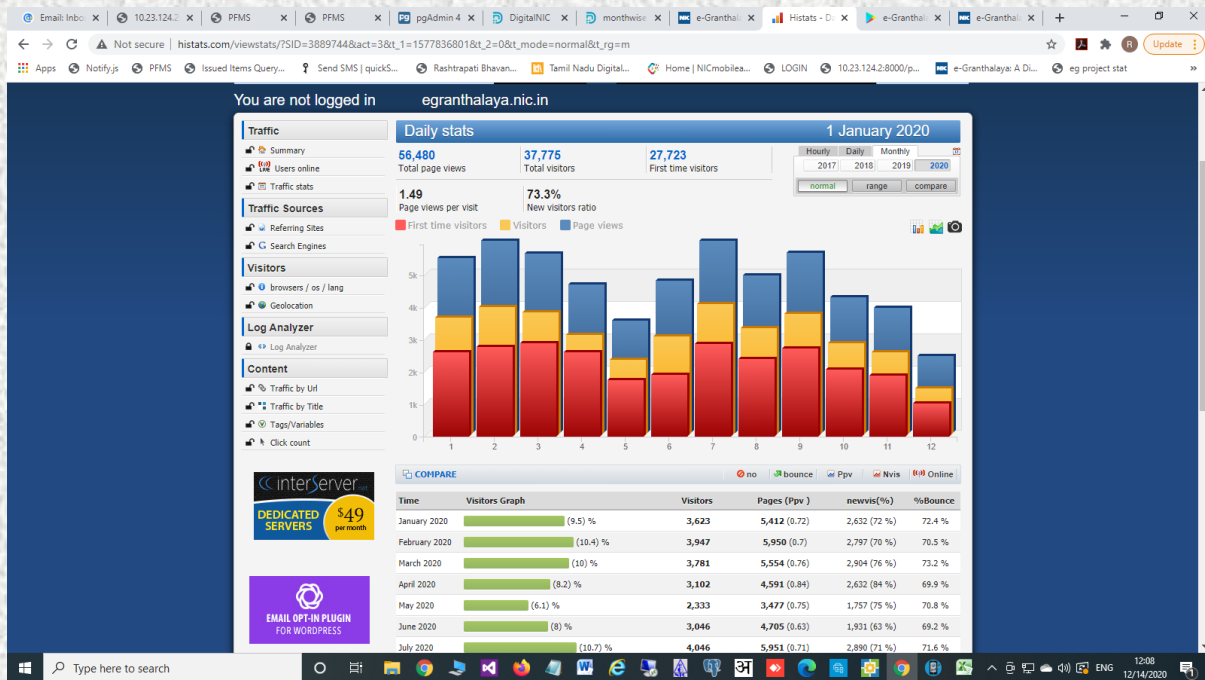 Email: Inbo
10.23.124.2
PFMS
PFMS
pgAdmin 4
DigitalNIC
monthwise
e-Granthal
Histats - Da
e-Granthal
e-Granthal
Not secure | histats.com/viewstats/?SID=3889744&act=3&t_1=1577836801&t_2=0&t_mode=normal&t_rg=m
R
Update
Apps Notify.js PFMS Issued Items Query... Send SMS | quickS... Rashtrapati Bhavan... Tamil Nadu Digital... Home | NICmobilea... LOGIN 10.23.124.2:8000/p... e-Granthalaya: A Di... eg project stat »
You are not logged in egranthalaya.nic.in
Traffic
Summary
Users online
Traffic stats
Traffic Sources
Referring Sites
Search Engines
Visitors
browsers / os / lang
Geolocation
Log Analyzer
Log Analyzer
Content
Traffic by Url
Traffic by Title
Tags/Variables
Click count
interServer.net
DEDICATED SERVERS
$49 per month
EMAIL OPT-IN PLUGIN
FOR WORDPRESS
Daily stats 1 January 2020
56,480 37,775 27,723
Total page views Total visitors First time visitors
1.49 73.3%
Page views per visit New visitors ratio
Hourly Daily Monthly
2017 2018 2019 2020
normal range compare
First time visitors Visitors Page views
5k
4k
3k
2k
1k
0
1 2 3 4 5 6 7 8 9 10 11 12
COMPARE no bounce Ppv Nvis Online
Time Visitors Graph Visitors Pages (Ppv ) newvis(%) %Bounce
January 2020 (9.5) % 3,623 5,412 (0.72) 2,632 (72 %) 72.4 %
February 2020 (10.4) % 3,947 5,950 (0.7) 2,797 (70 %) 70.5 %
March 2020 (10) % 3,781 5,554 (0.76) 2,904 (76 %) 73.2 %
April 2020 (8.2) % 3,102 4,591 (0.84) 2,632 (84 %) 69.9 %
May 2020 (6.1) % 2,333 3,477 (0.75) 1,757 (75 %) 70.8 %
June 2020 (8) % 3,046 4,705 (0.63) 1,931 (63 %) 69.2 %
July 2020 (10.7) % 4,046 5,951 (0.71) 2,890 (71 %) 71.6 %
Type here to search
अ
ENG
12:08
12/14/2020